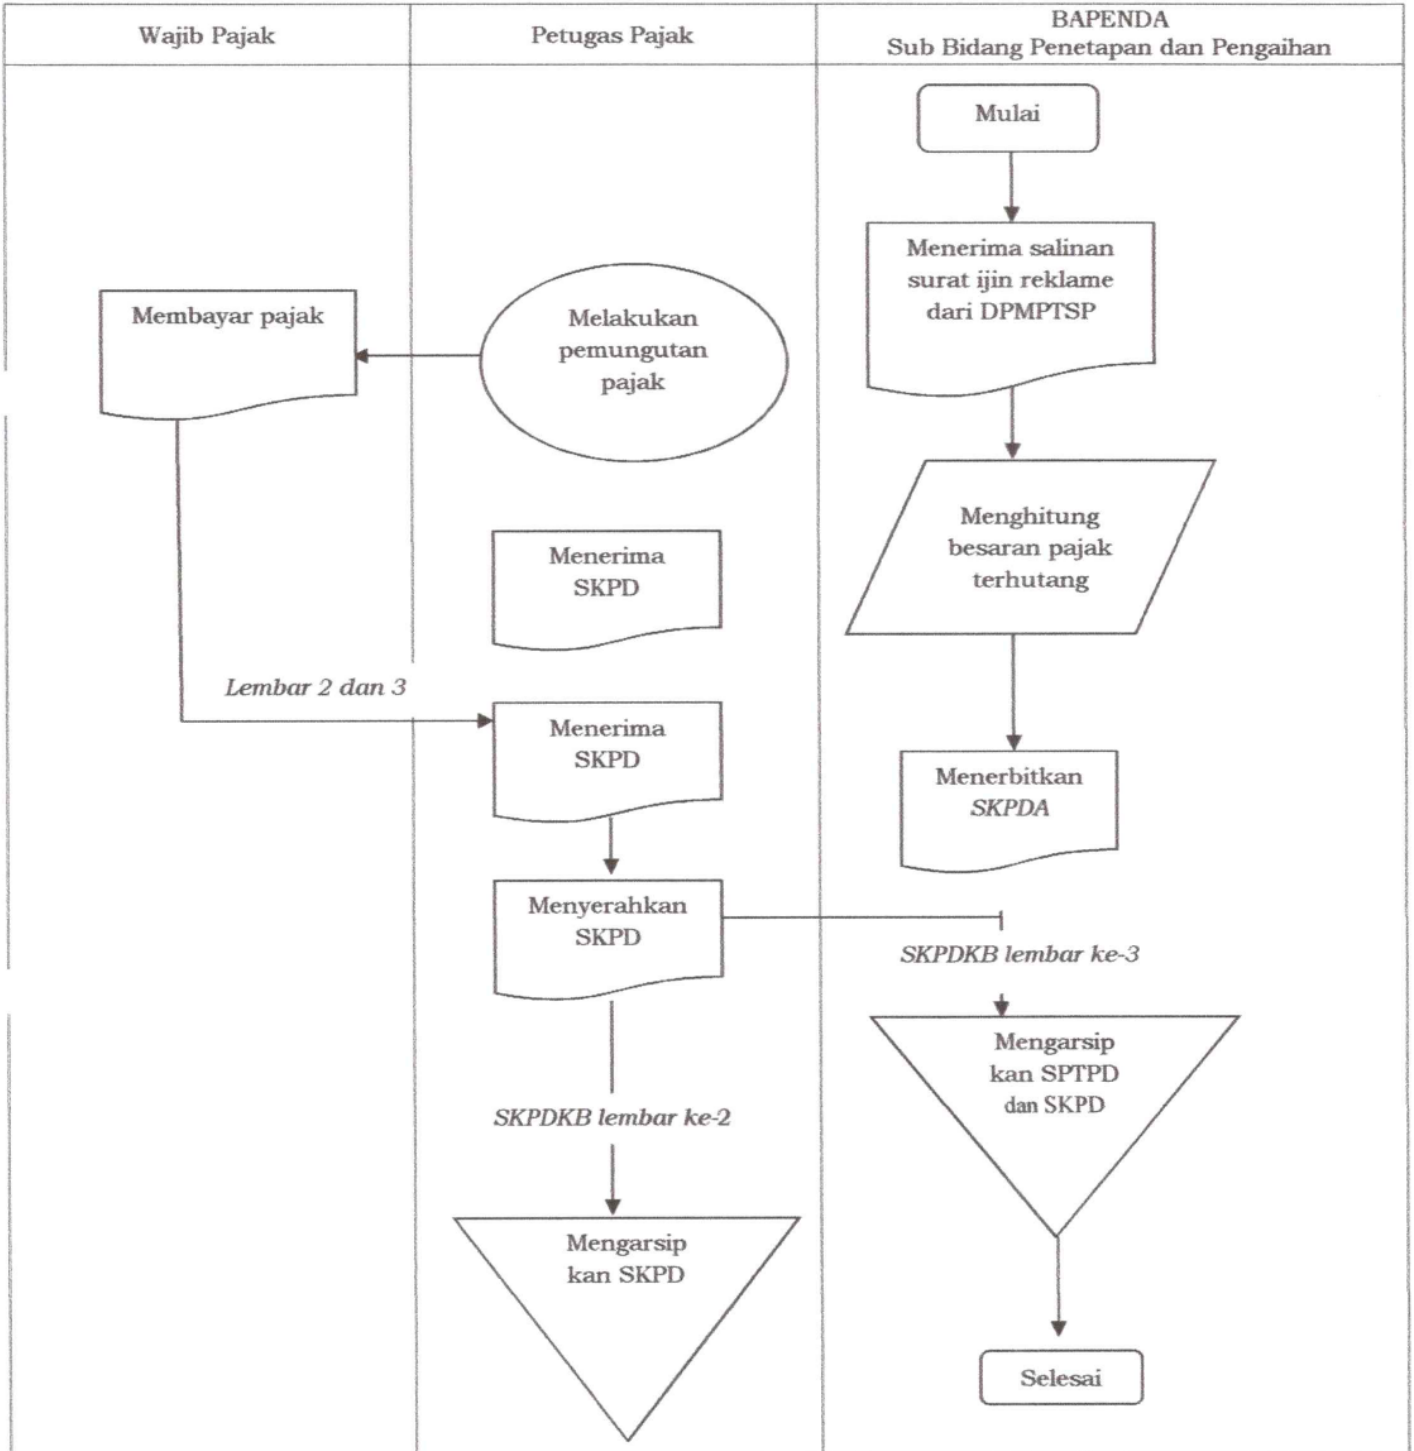 Wajib Pajak
Petugas Pajak
BAPENDA
Sub Bidang Penetapan dan Pengaihan
Mulai
Menerima salinan
surat ijin reklame
dari DPMPTSP
Membayar pajak
Melakukan
pemungutan
pajak
Menghitung
besaran pajak
terhutang
Menerima
SKPD
Lembar 2 dan 3
Menerima
SKPD
Menerbitkan
SKPDA
Menyerahkan
SKPD
SKPDKB lembar ke-3
Mengarsip
kan SPTPD
dan SKPD
SKPDKB lembar ke-2
Mengarsip
kan SKPD
Selesai